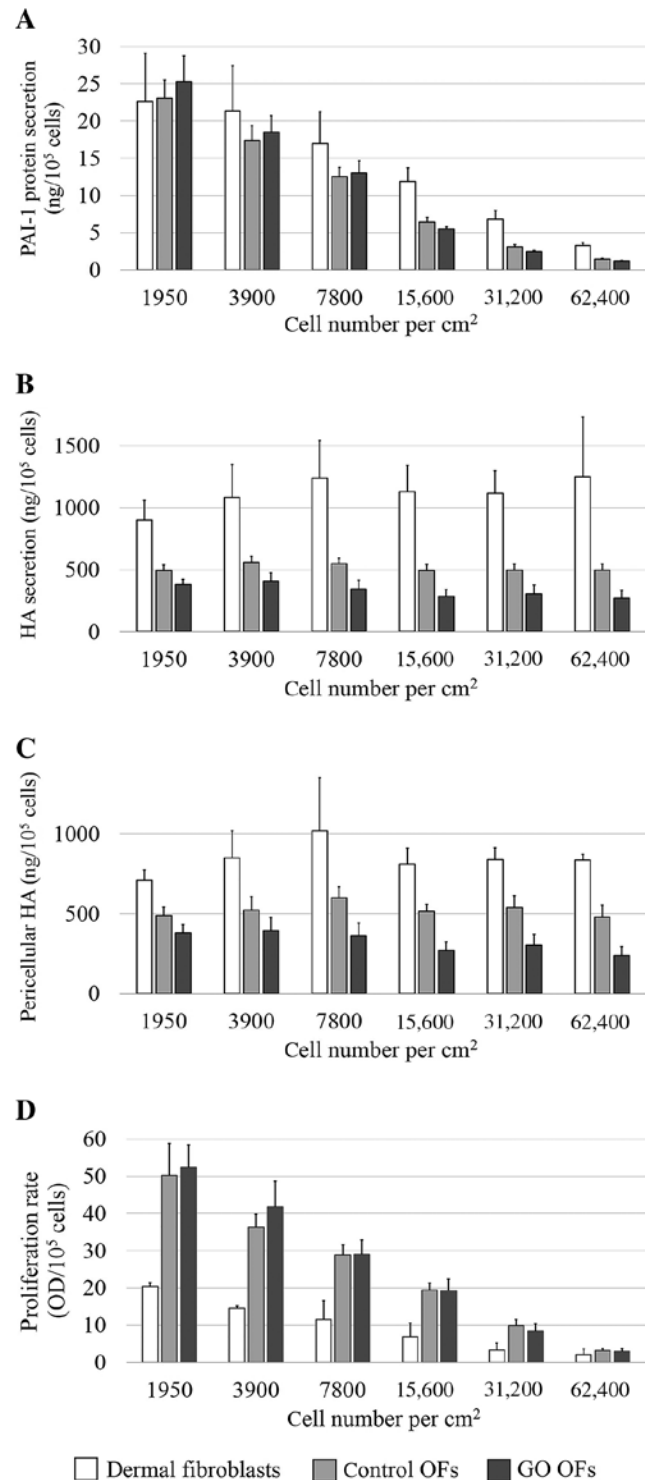 A
PAI-1 protein secretion
(ng/10⁵ cells)
30
25
20
15
10
5
0
1950 3900 7800 15,600 31,200 62,400
Cell number per cm²
B
HA secretion (ng/10⁵ cells)
1500
1000
500
0
1950 3900 7800 15,600 31,200 62,400
Cell number per cm²
C
Pericellular HA (ng/10⁵ cells)
1000
500
0
1950 3900 7800 15,600 31,200 62,400
Cell number per cm²
D
Proliferation rate
(OD/10⁵ cells)
60
50
40
30
20
10
0
1950 3900 7800 15,600 31,200 62,400
Cell number per cm²
Dermal fibroblasts Control OFs GO OFs